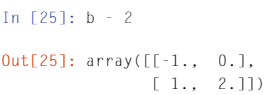 In [25]: b - 2
Out[25]: array([[-1., 0.],
[ 1., 2.]])